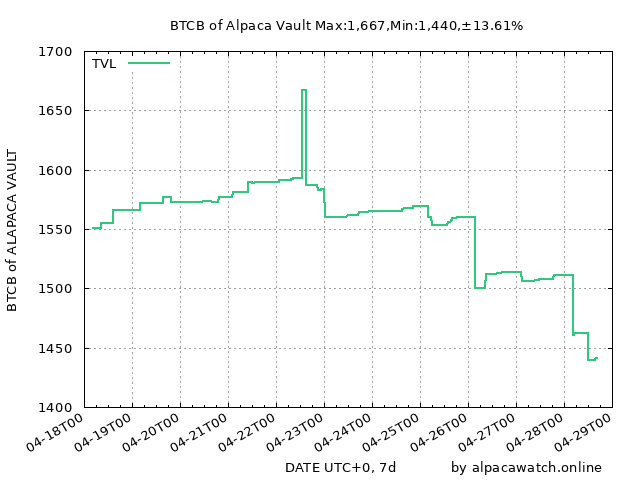 BTCB of Alpaca Vault Max:1,667,Min:1,440,±13.61%
TVL
BTCB of ALAPACA VAULT
1700
1650
1600
1550
1500
1450
1400
04-18T00
04-19T00
04-20T00
04-21T00
04-22T00
04-23T00
04-24T00
04-25T00
04-26T00
04-27T00
04-28T00
04-29T00
DATE UTC+0, 7d
by alpacawatch.online